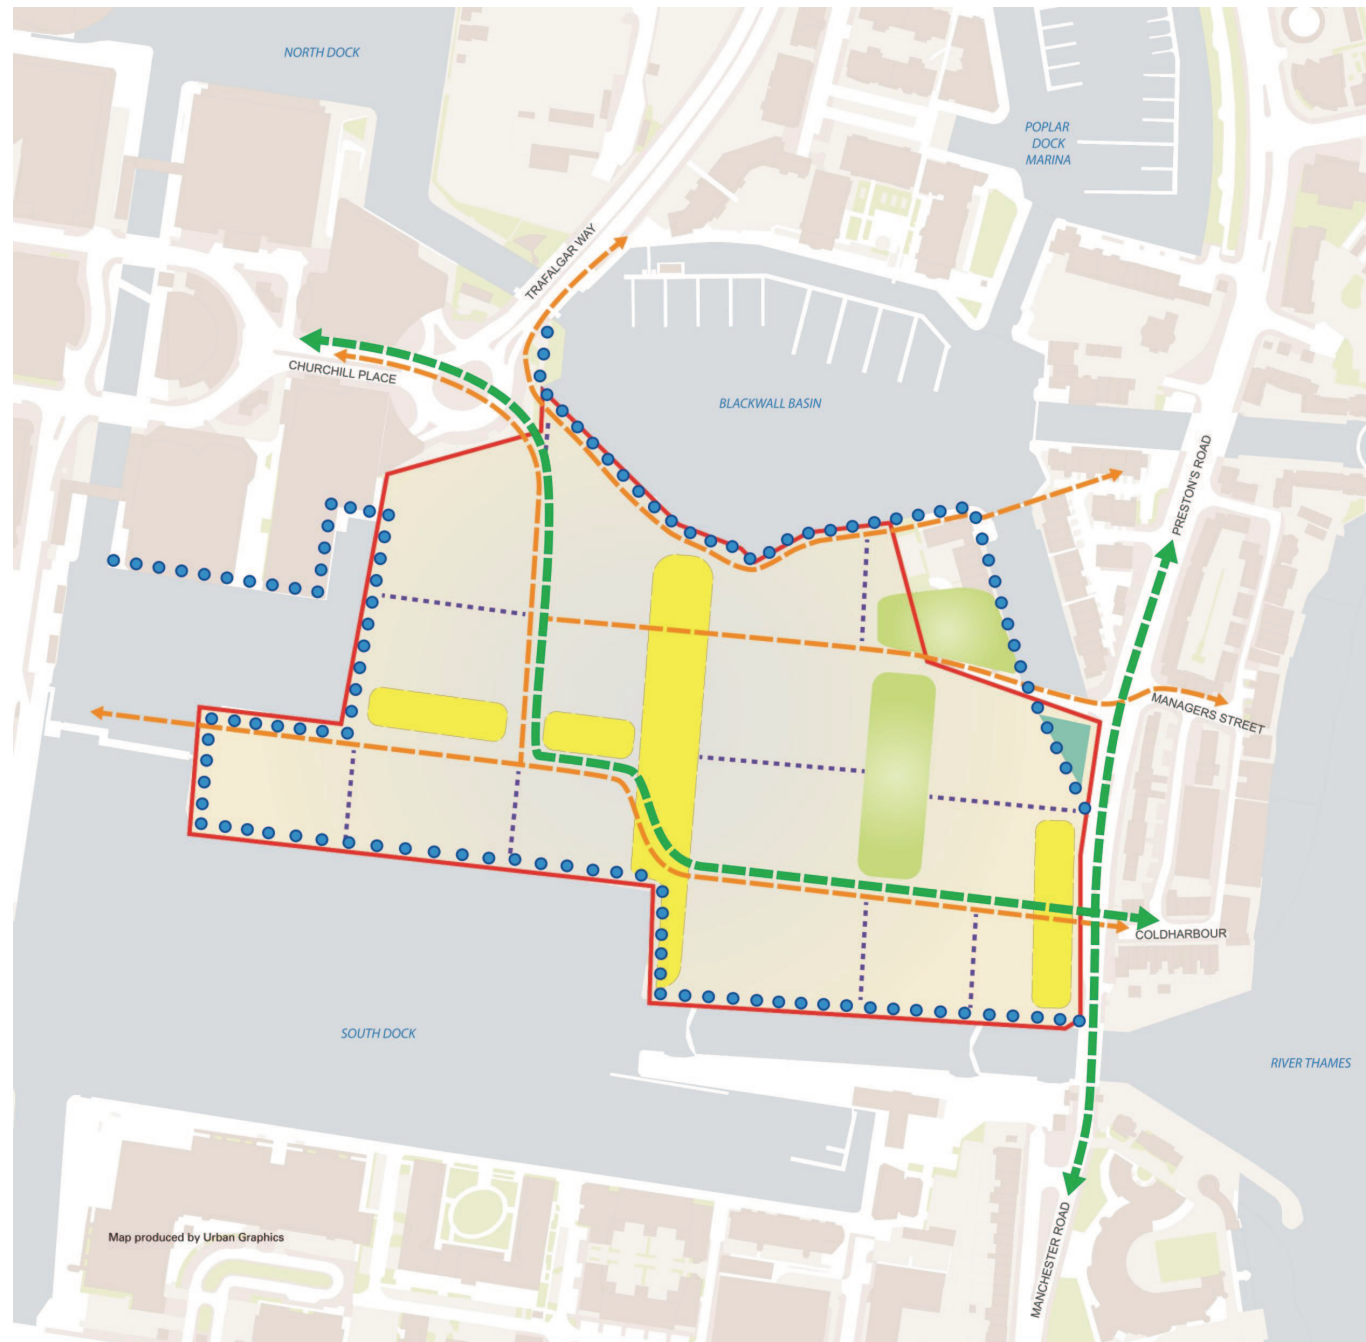 NORTH DOCK
POPLAR
DOCK
MARINA
TRAFALGAR WAY
CHURCHILL PLACE
BLACKWALL BASIN
PRESTON'S ROAD
MANAGERS STREET
COLDHARBOUR
SOUTH DOCK
RIVER THAMES
MANCHESTER ROAD
Map produced by Urban Graphics